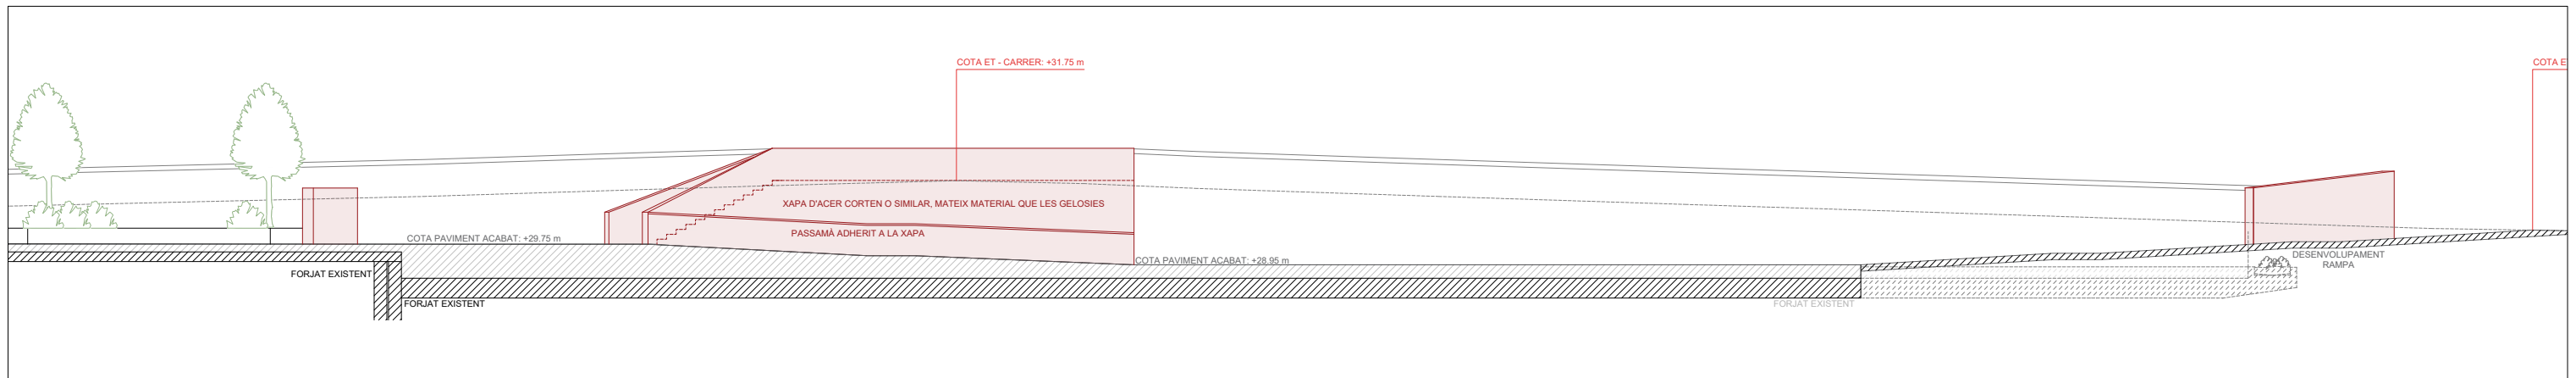 COTA ET - CARRER: +31.75 m
COTA E
XAPA D'ACER CORTEN O SIMILAR, MATEIX MATERIAL QUE LES GELOSIES
PASSAMÀ ADHERIT A LA XAPA
COTA PAVIMENT ACABAT: +29.75 m
COTA PAVIMENT ACABAT: +28.95 m
DESENVOLUPAMENT
RAMPA
FORJAT EXISTENT
FORJAT EXISTENT
FORJAT EXISTENT